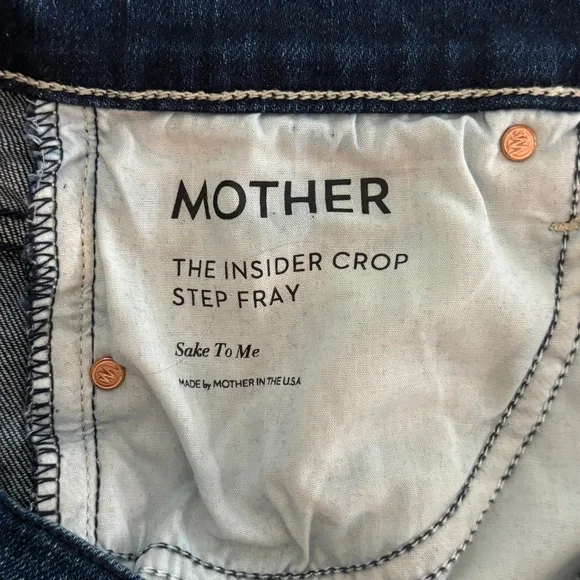 MOTHER
THE INSIDER CROP
STEP FRAY
Sake To Me
MADE by MOTHER IN THE U.S.A